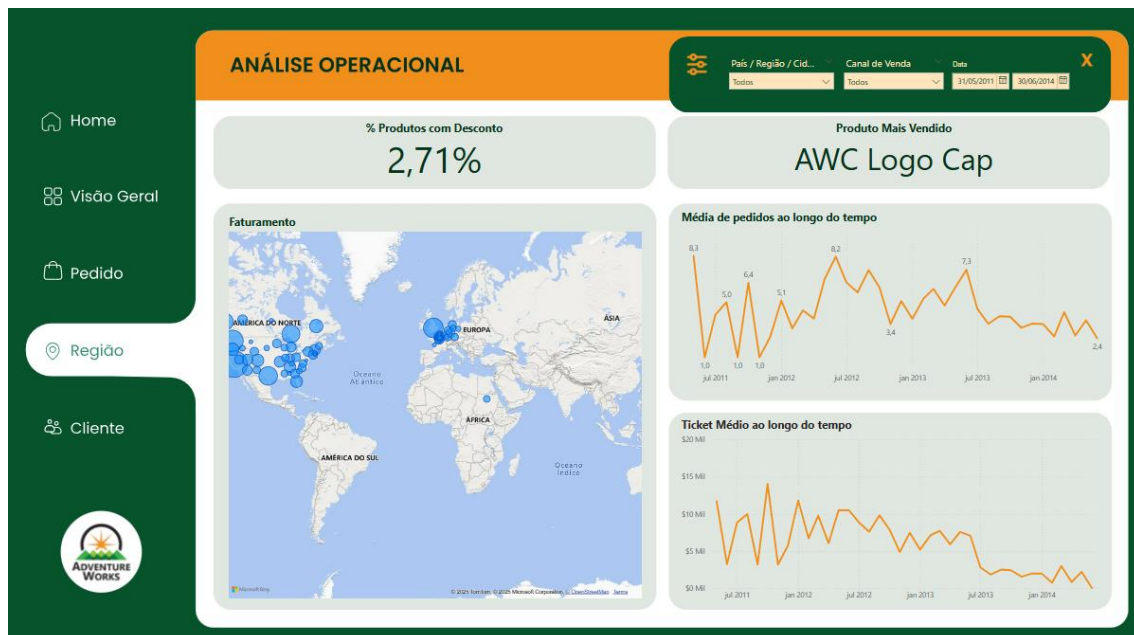 ANÁLISE OPERACIONAL
País / Região / Cid...
Todos
Canal de Venda
Todos
Data
31/05/2011
30/06/2014
X
Home
Visão Geral
Pedido
Região
Cliente
ADVENTURE
WORKS
% Produtos com Desconto
2,71%
Produto Mais Vendido
AWC Logo Cap
Faturamento
AMÉRICA DO NORTE
EUROPA
ÁSIA
Oceano
Atlântico
ÁFRICA
AMÉRICA DO SUL
Oceano
Índico
Microsoft Bing
© 2025 TomTom, © 2025 Microsoft Corporation, © OpenStreetMap Terms
Média de pedidos ao longo do tempo
8,3
8,2
7,3
6,4
5,0
5,1
3,4
2,4
1,0
1,0
1,0
jul 2011
jan 2012
jul 2012
jan 2013
jul 2013
jan 2014
Ticket Médio ao longo do tempo
$20 Mil
$15 Mil
$10 Mil
$5 Mil
$0 Mil
jul 2011
jan 2012
jul 2012
jan 2013
jul 2013
jan 2014